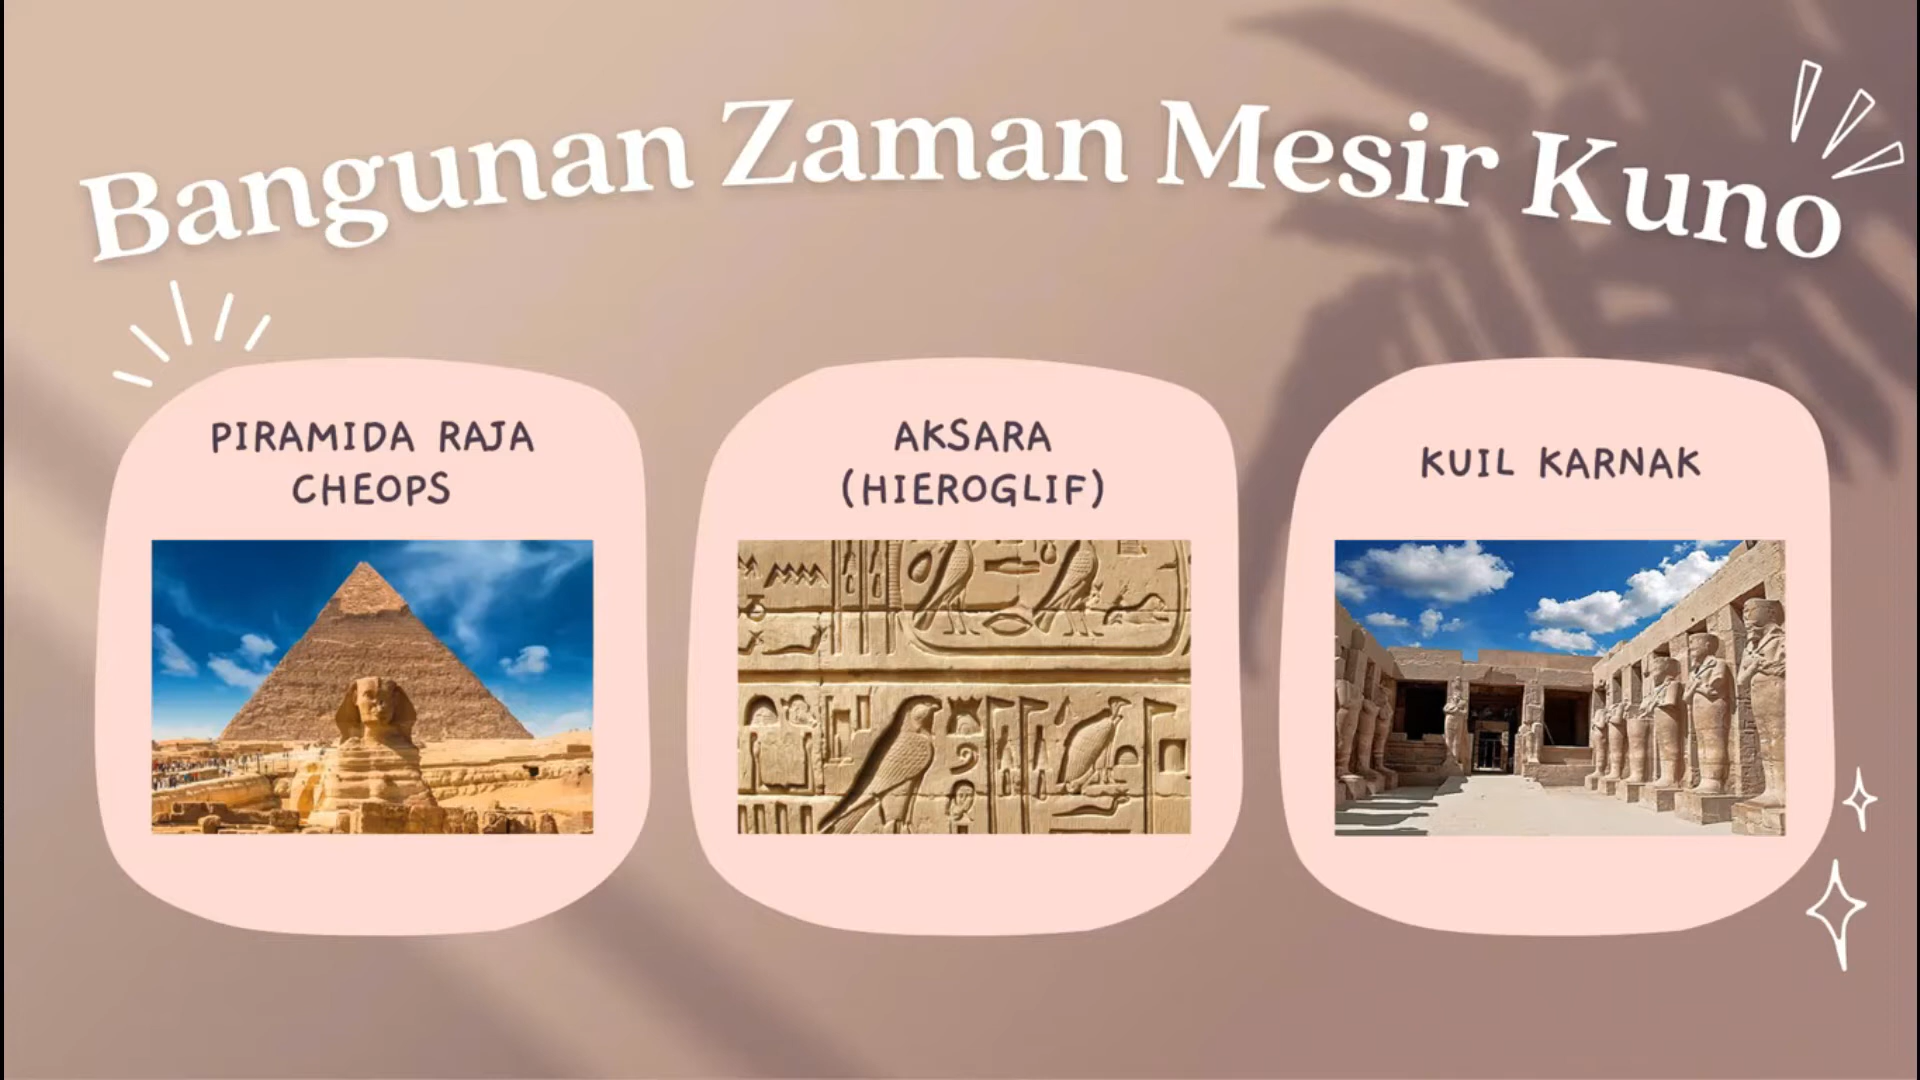 Bangunan Zaman Mesir Kuno
PIRAMIDA RAJA
CHEOPS
AKSARA
(HIEROGLIF)
KUIL KARNAK